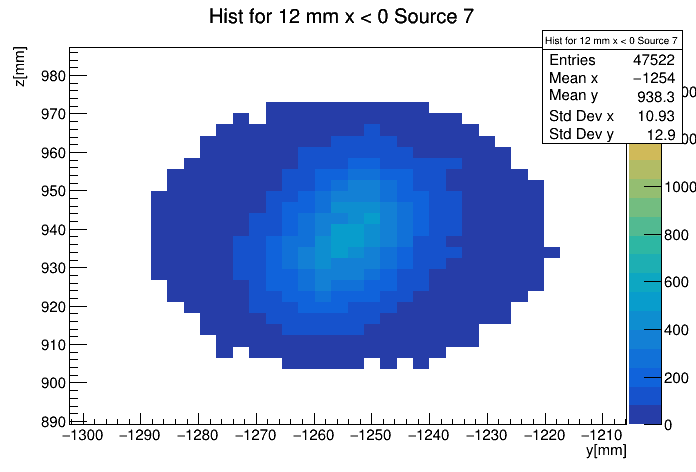 Hist for 12 mm x < 0 Source 7
z[mm]
Hist for 12 mm x < 0 Source 7
Entries 47522
Mean x −1254
Mean y 938.3
Std Dev x 10.93
Std Dev y 12.9
980
970
960
950
940
930
920
910
900
890
1000
800
600
400
200
0
−1300 −1290 −1280 −1270 −1260 −1250 −1240 −1230 −1220 −1210
y[mm]